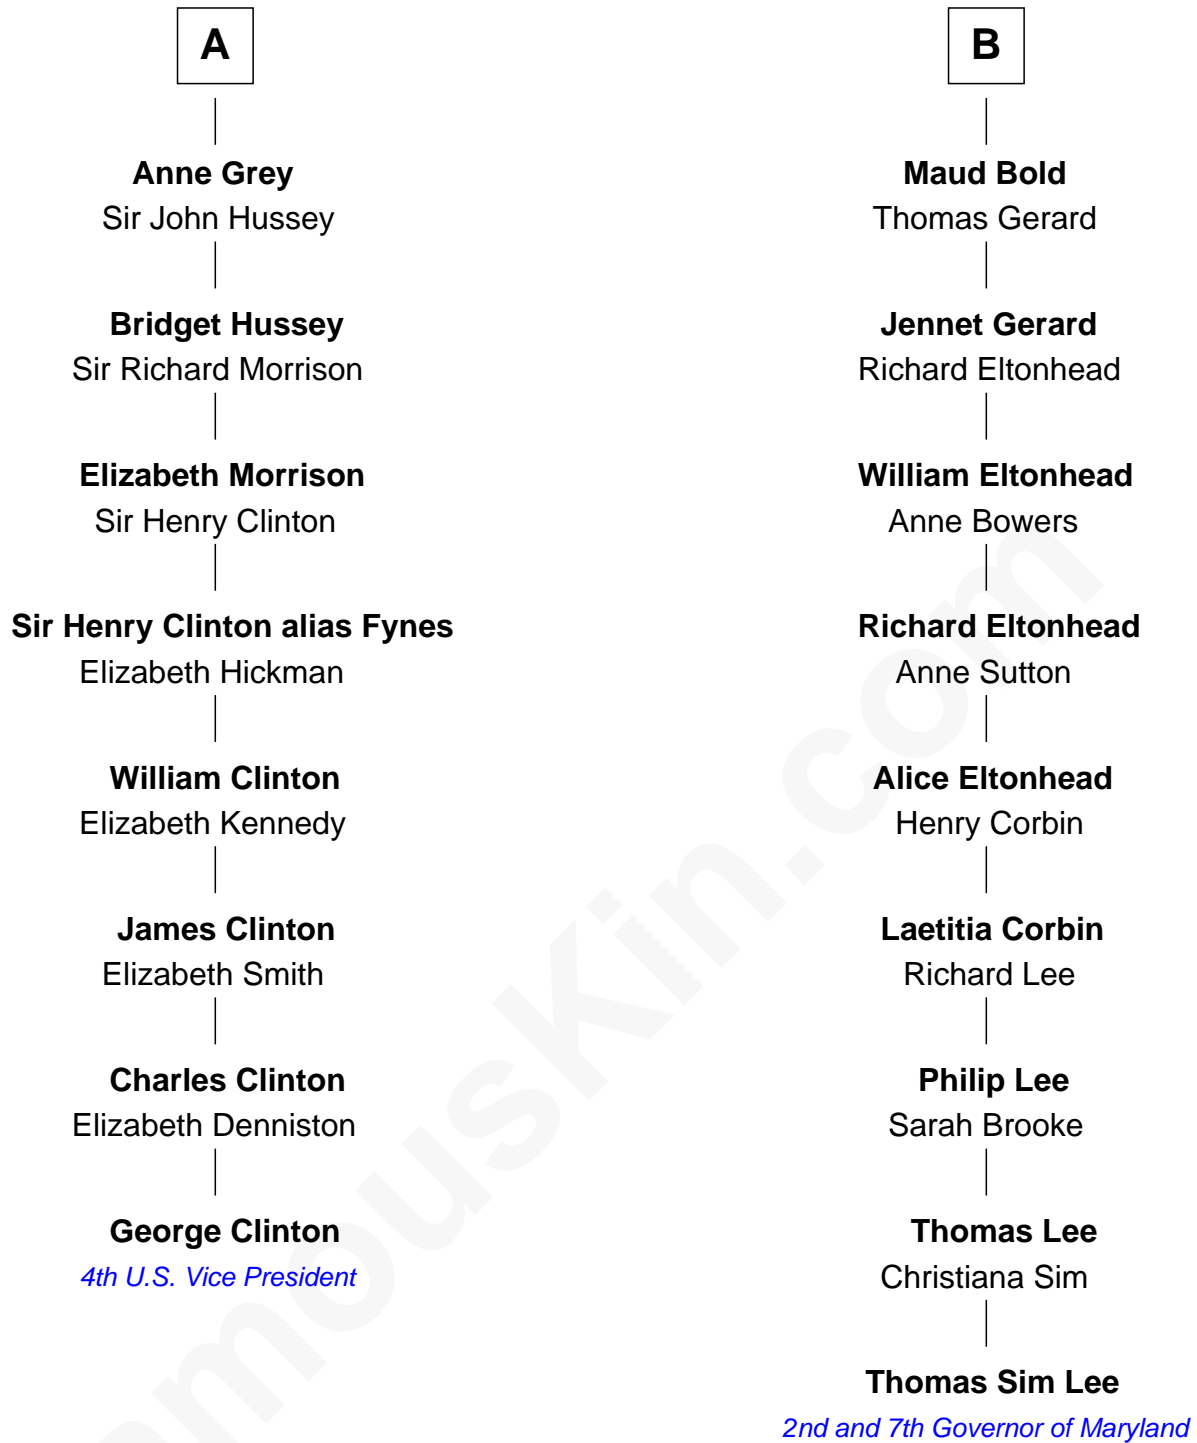 A
Anne Grey
Sir John Hussey
Bridget Hussey
Sir Richard Morrison
Elizabeth Morrison
Sir Henry Clinton
Sir Henry Clinton alias Fynes
Elizabeth Hickman
William Clinton
Elizabeth Kennedy
James Clinton
Elizabeth Smith
Charles Clinton
Elizabeth Denniston
George Clinton
4th U.S. Vice President
B
Maud Bold
Thomas Gerard
Jennet Gerard
Richard Eltonhead
William Eltonhead
Anne Bowers
Richard Eltonhead
Anne Sutton
Alice Eltonhead
Henry Corbin
Laetitia Corbin
Richard Lee
Philip Lee
Sarah Brooke
Thomas Lee
Christiana Sim
Thomas Sim Lee
2nd and 7th Governor of Maryland
amousKin.com